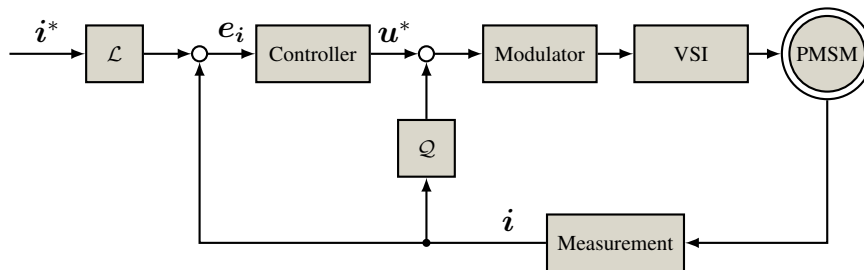 i*
ℒ
e_i
Controller
u*
Modulator
VSI
PMSM
𝒬
i
Measurement